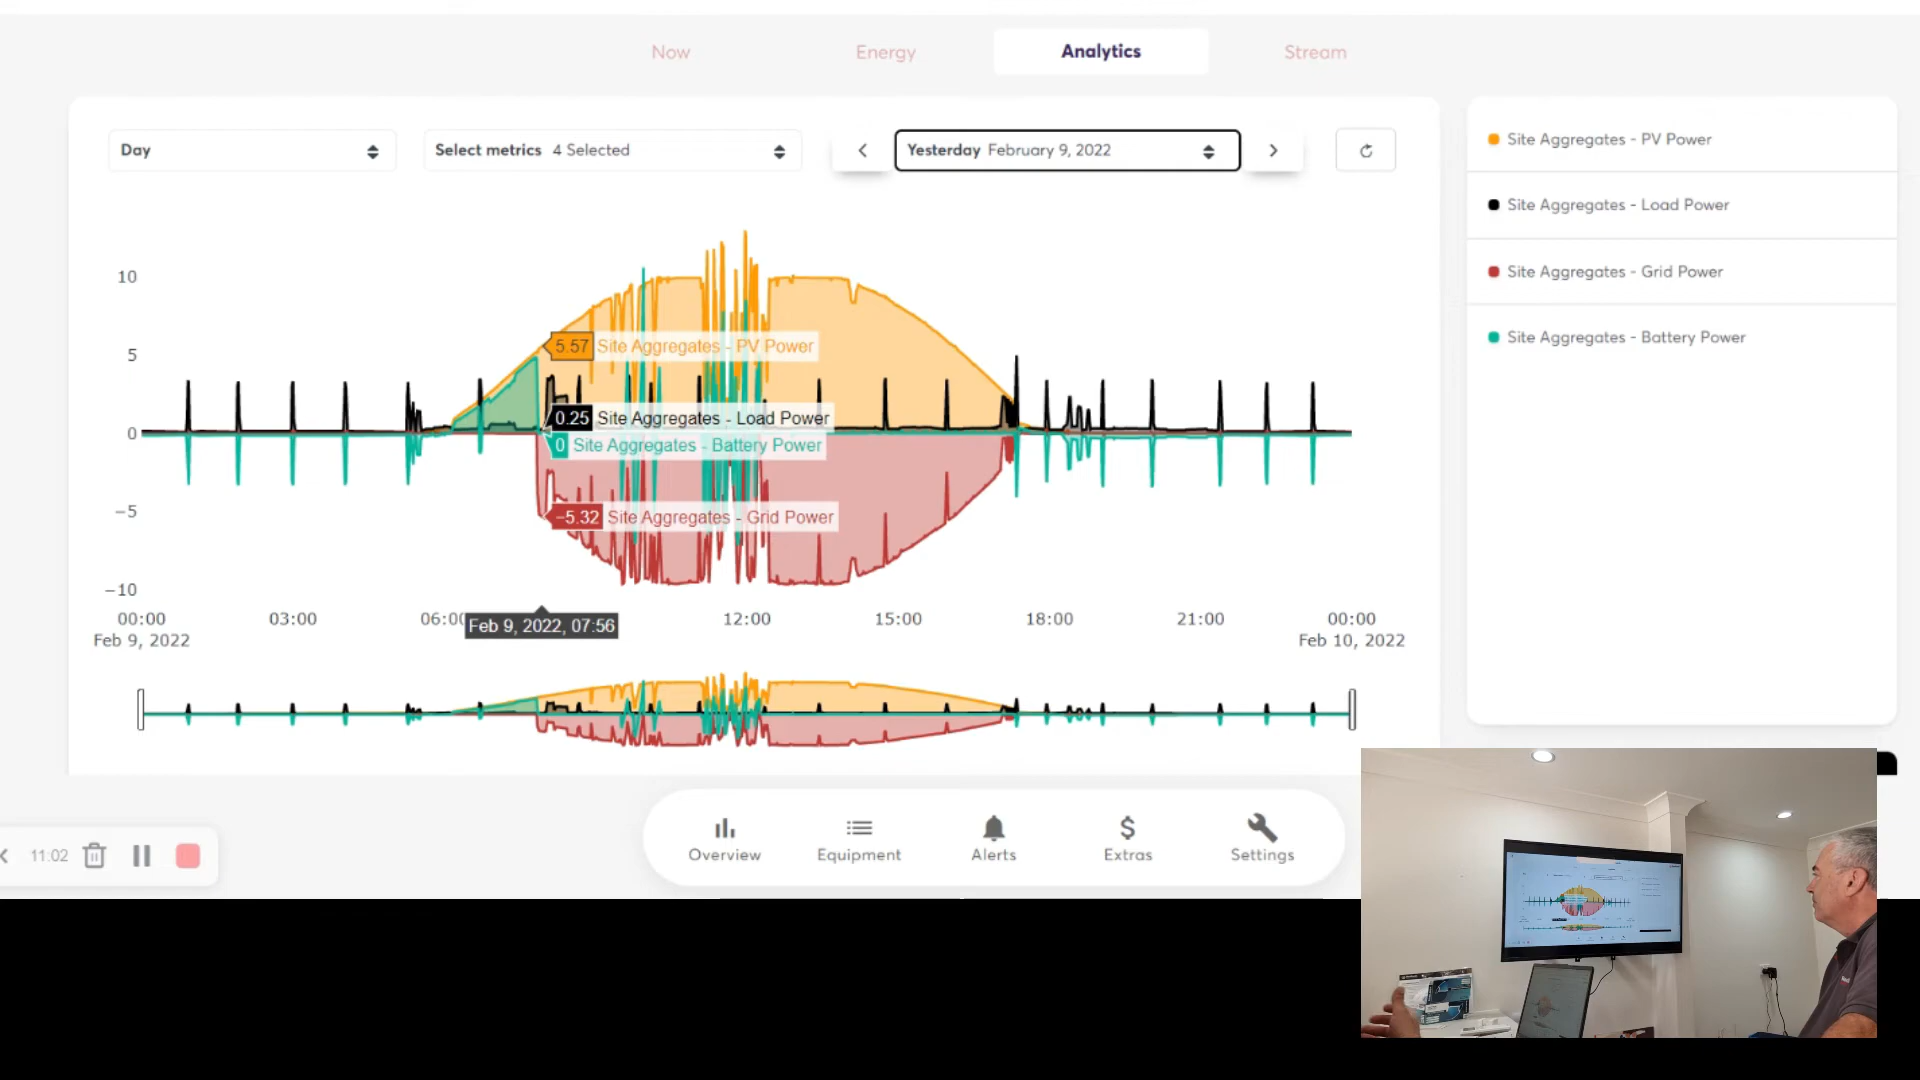 Now Energy Analytics Stream
Day
Select metrics 4 Selected
Yesterday February 9, 2022
Site Aggregates - PV Power
Site Aggregates - Load Power
Site Aggregates - Grid Power
Site Aggregates - Battery Power
10
5
0
−5
−10
5.57 Site Aggregates - PV Power
0.25 Site Aggregates - Load Power
0 Site Aggregates - Battery Power
−5.32 Site Aggregates - Grid Power
00:00 03:00 06:00 12:00 15:00 18:00 21:00 00:00
Feb 9, 2022, 07:56
Feb 9, 2022 Feb 10, 2022
11:02
Overview Equipment Alerts Extras Settings